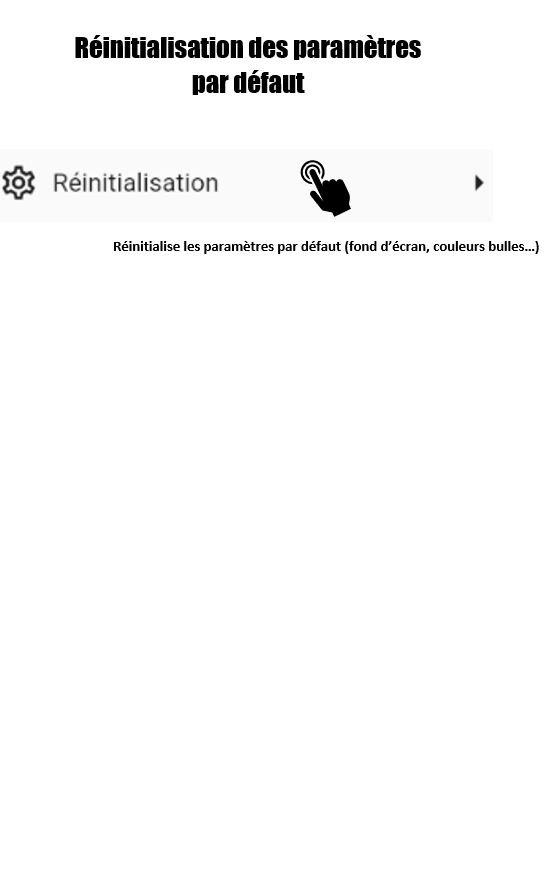 Réinitialisation des paramètres
par défaut
Réinitialisation
Réinitialise les paramètres par défaut (fond d’écran, couleurs bulles…)